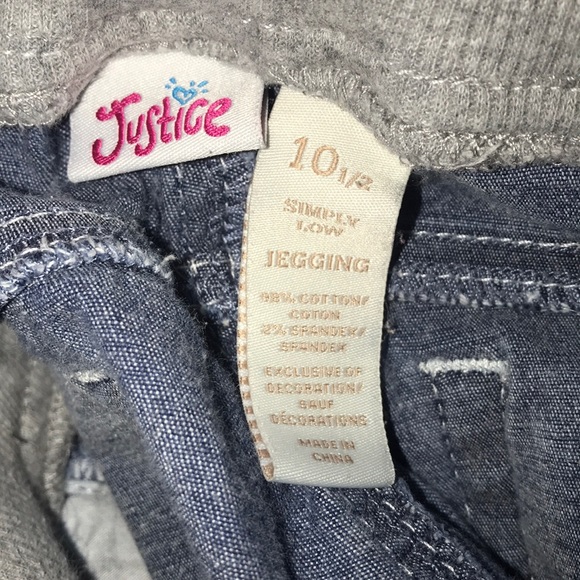 Justice
10 1/2
SIMPLY
LOW
JEGGING
98% COTTON/
COTON
2% SPANDEX/
SPANDEX
EXCLUSIVE OF
DECORATION/
SAUF
DÉCORATIONS
MADE IN
CHINA